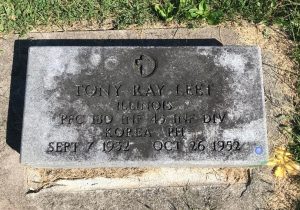 TONY RAY LEET
ILLINOIS
PFC 180 INF 45 INF DIV
KOREA PH
SEPT 7 1932 OCT 26 1952